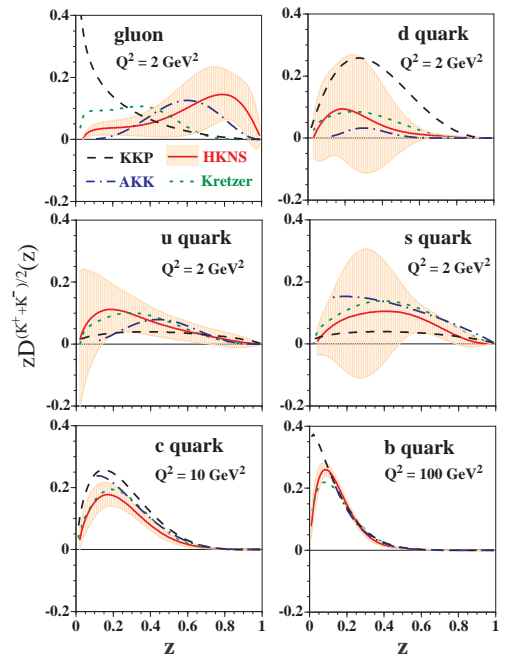 gluon
Q² = 2 GeV²
0.4
0.2
0
-0.2
KKP
HKNS
AKK
Kretzer
d quark
Q² = 2 GeV²
0.4
0.2
0
-0.2
zD^(K⁺+K⁻)/2(z)
u quark
Q² = 2 GeV²
0.4
0.2
0
-0.2
s quark
Q² = 2 GeV²
0.4
0.2
0
-0.2
c quark
Q² = 10 GeV²
0.4
0.2
0
-0.2
0 0.2 0.4 0.6 0.8 1
z
b quark
Q² = 100 GeV²
0.4
0.2
0
-0.2
0 0.2 0.4 0.6 0.8 1
z